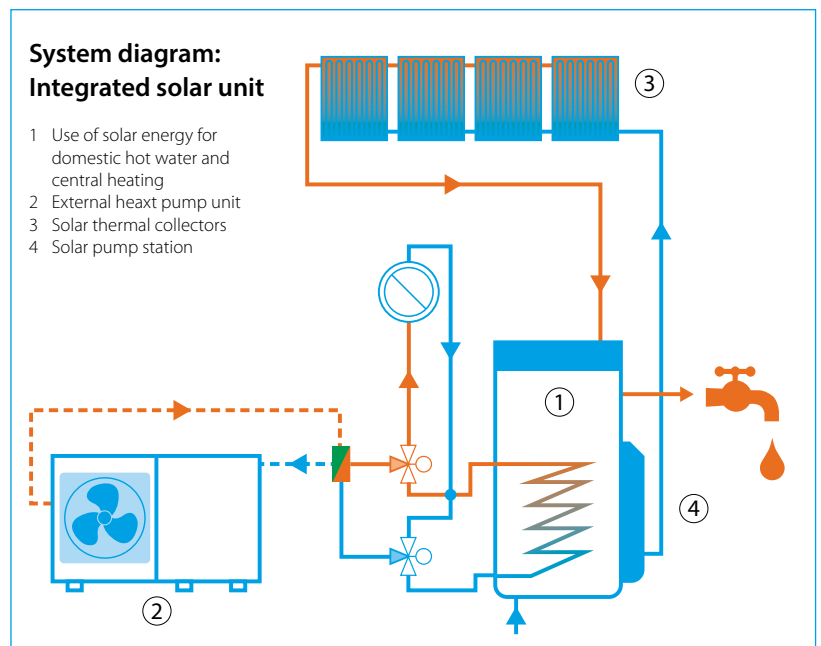 System diagram:
Integrated solar unit
1 Use of solar energy for
domestic hot water and
central heating
2 External heaxt pump unit
3 Solar thermal collectors
4 Solar pump station
3
1
4
2